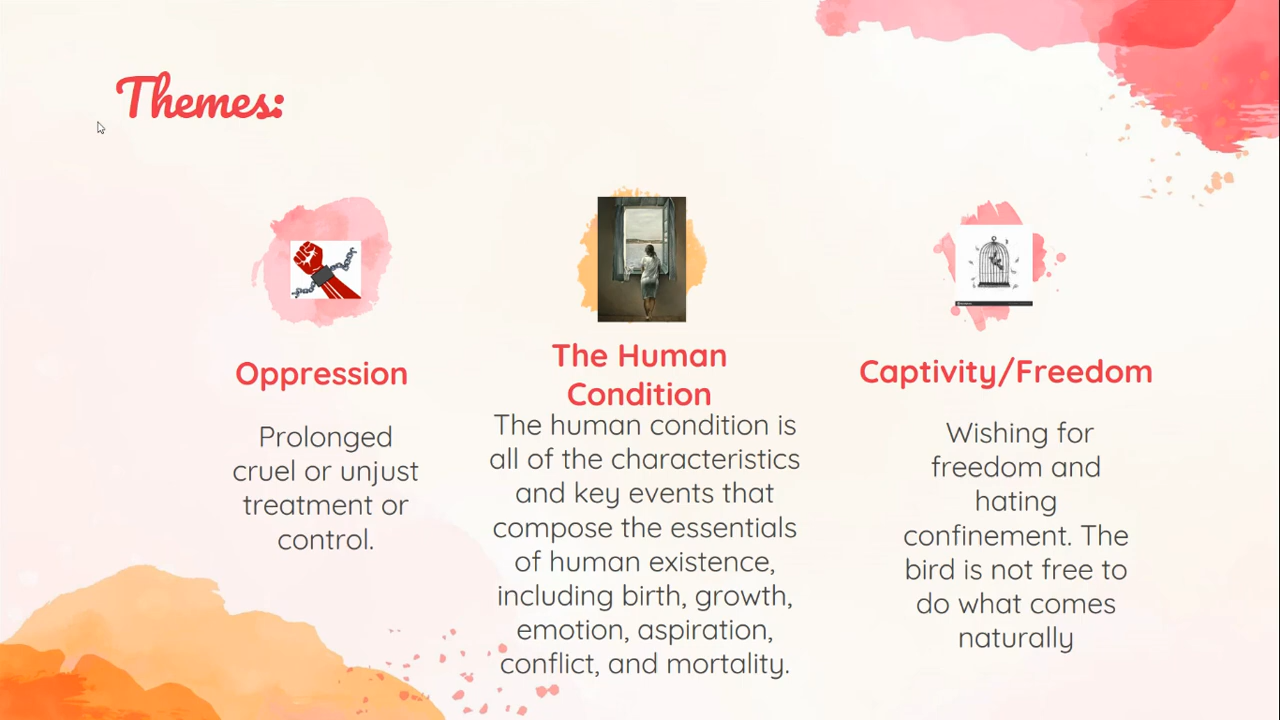 Themes:
Oppression
Prolonged
cruel or unjust
treatment or
control.
The Human
Condition
The human condition is
all of the characteristics
and key events that
compose the essentials
of human existence,
including birth, growth,
emotion, aspiration,
conflict, and mortality.
Captivity/Freedom
Wishing for
freedom and
hating
confinement. The
bird is not free to
do what comes
naturally